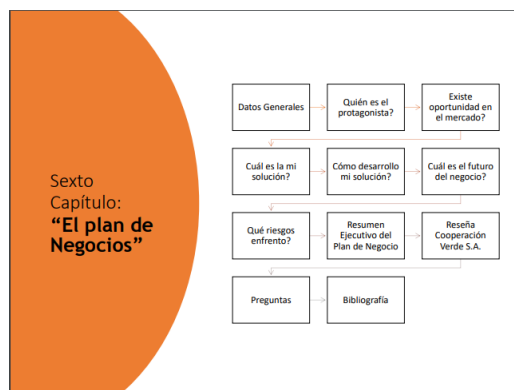 Sexto
Capítulo:
“El plan de
Negocios”
Datos Generales
Quién es el
protagonista?
Existe
oportunidad en
el mercado?
Cuál es la mi
solución?
Cómo desarrollo
mi solución?
Cuál es el futuro
del negocio?
Qué riesgos
enfrento?
Resumen
Ejecutivo del
Plan de Negocio
Reseña
Cooperación
Verde S.A.
Preguntas
Bibliografía